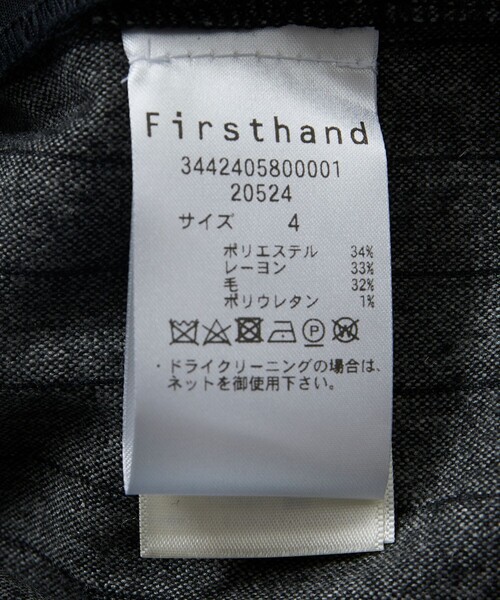 Firsthand
3442405800001
20524
サイズ 4
ポリエステル 34%
レーヨン 33%
毛 32%
ポリウレタン 1%
P W
・ドライクリーニングの場合は、
ネットを御使用下さい。